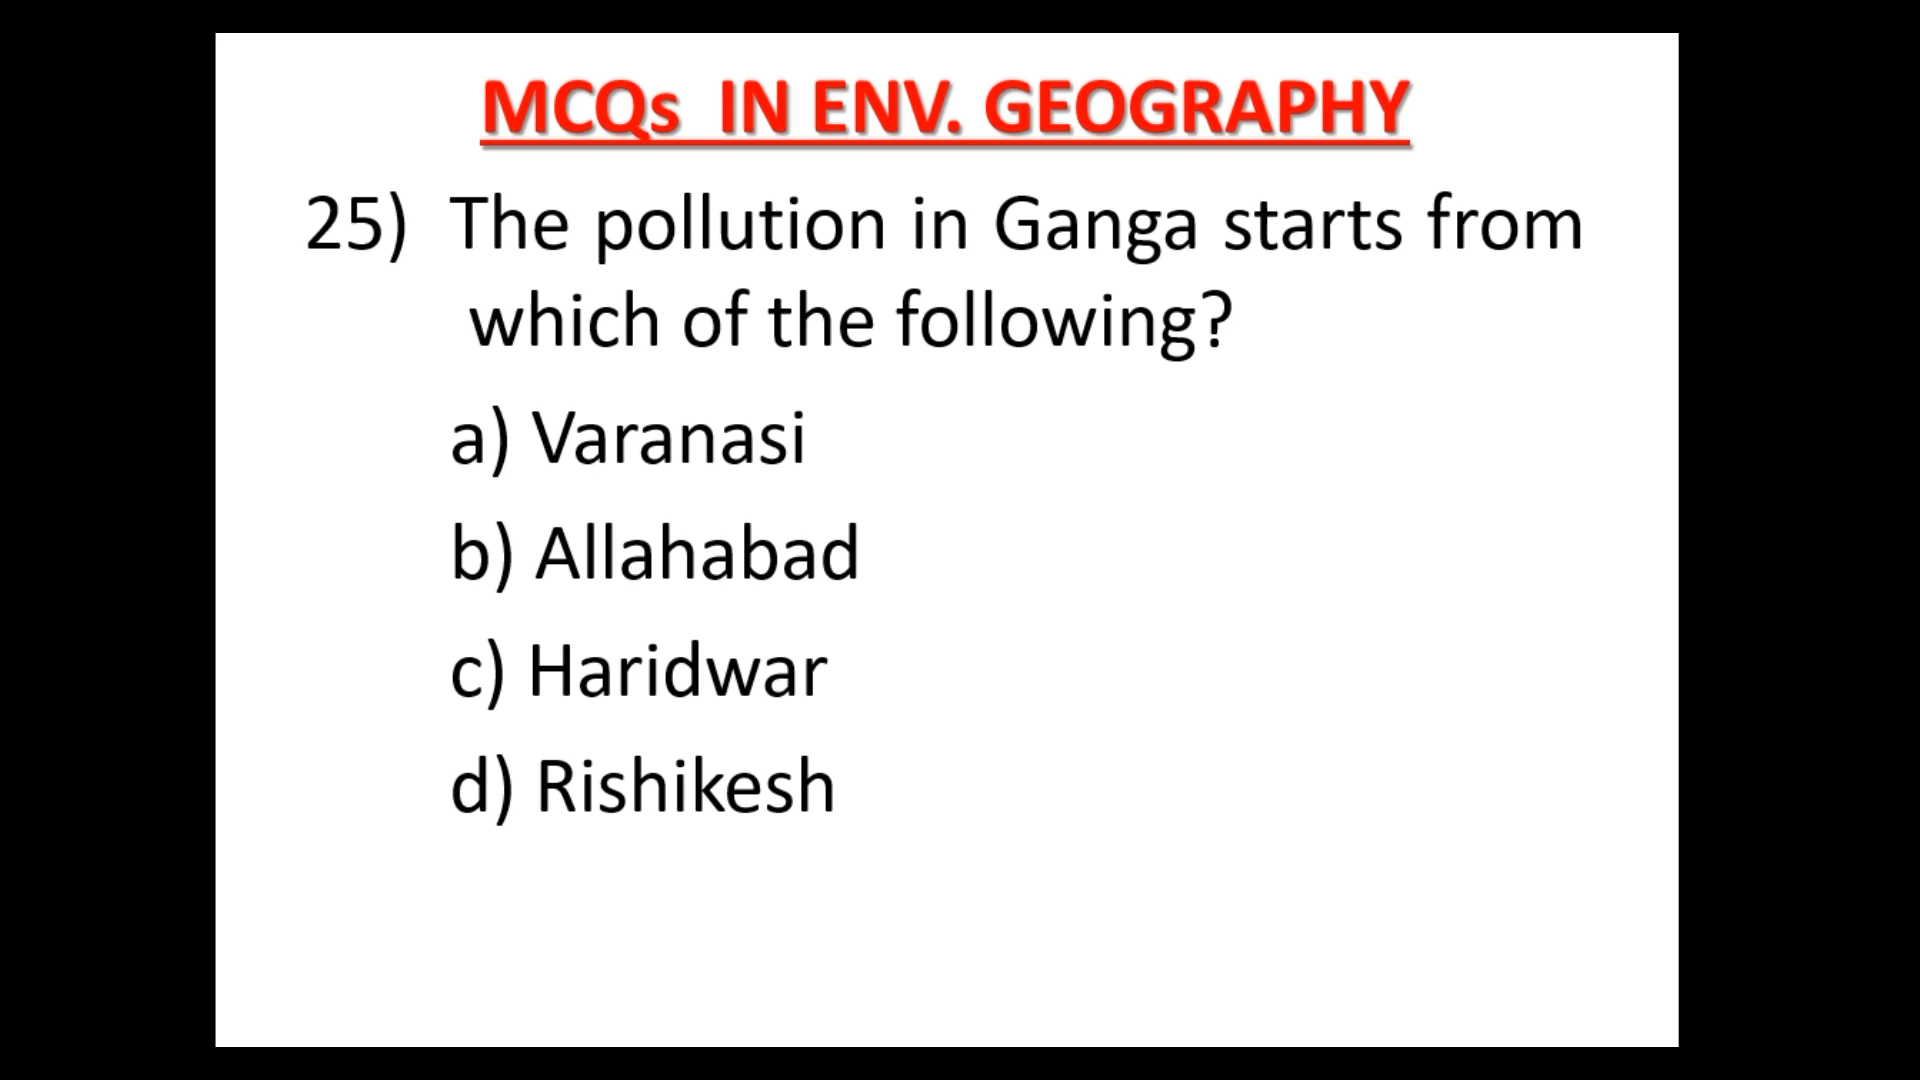 MCQs IN ENV. GEOGRAPHY
25) The pollution in Ganga starts from
which of the following?
a) Varanasi
b) Allahabad
c) Haridwar
d) Rishikesh